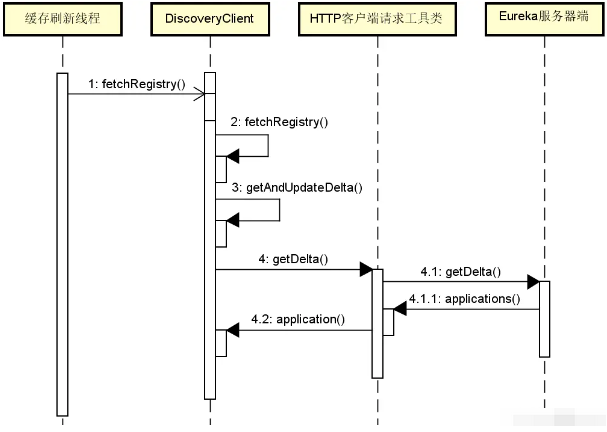 缓存刷新线程
DiscoveryClient
HTTP客户端请求工具类
Eureka服务器端
1: fetchRegistry()
2: fetchRegistry()
3: getAndUpdateDelta()
4: getDelta()
4.1: getDelta()
4.1.1: applications()
4.2: application()